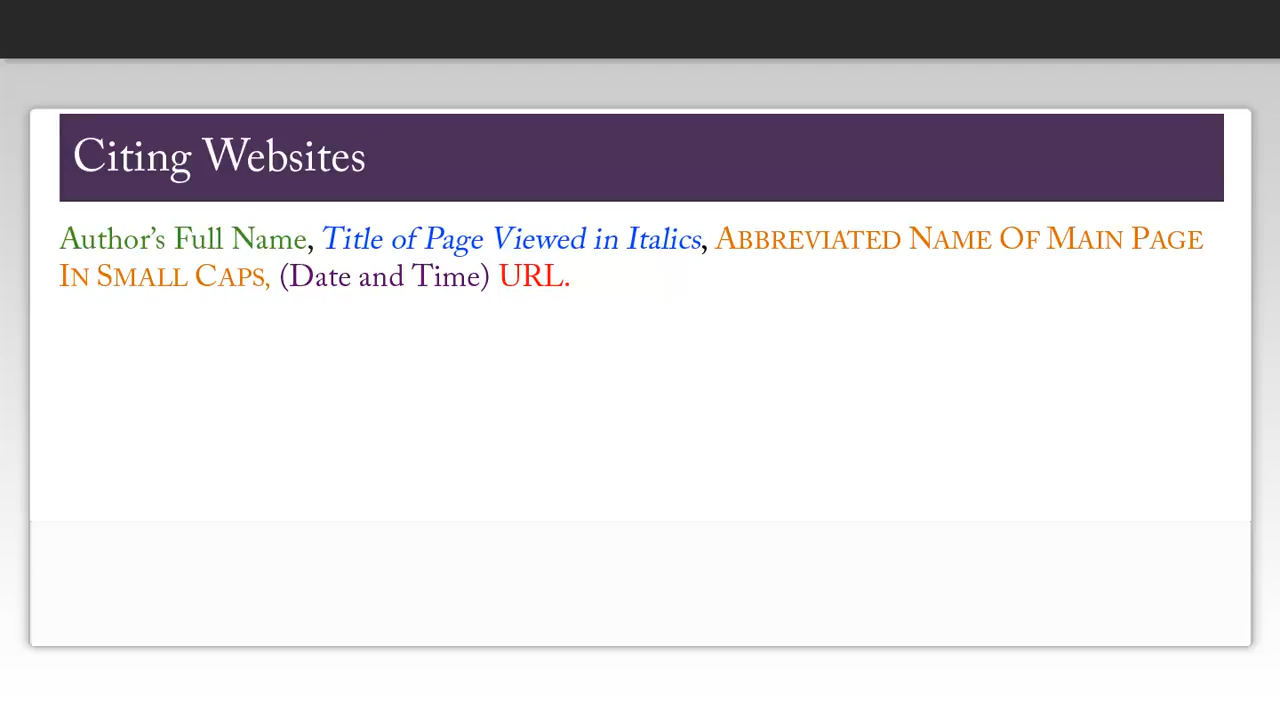 Citing Websites
Author’s Full Name, Title of Page Viewed in Italics, ABBREVIATED NAME OF MAIN PAGE
IN SMALL CAPS, (Date and Time) URL.